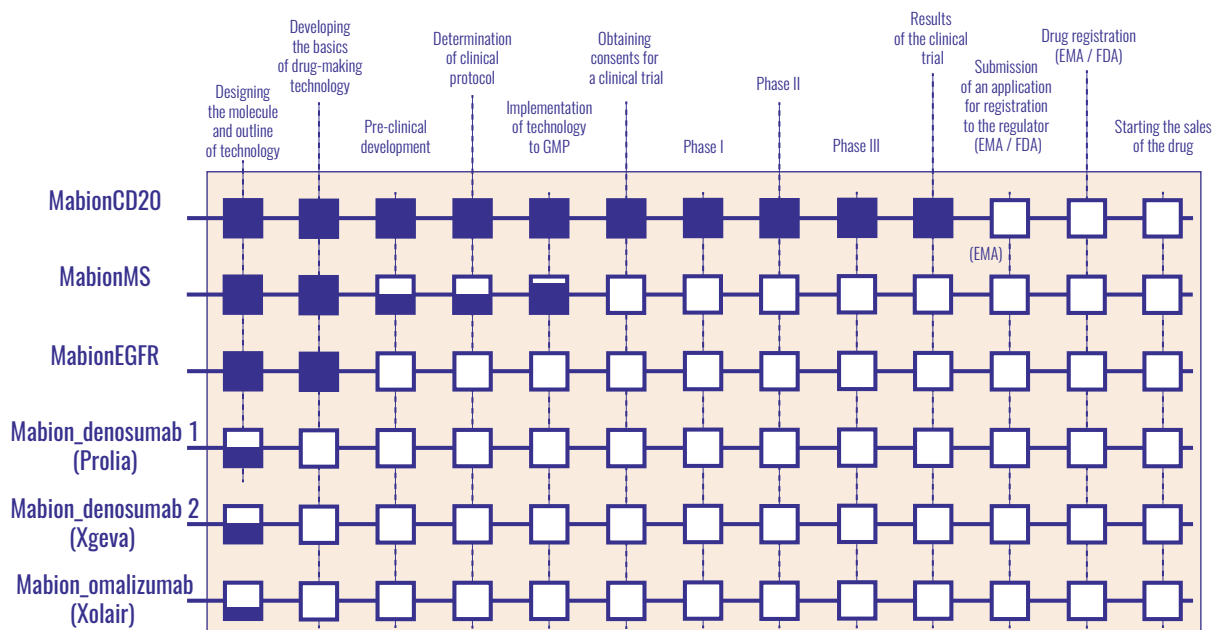 Designing
the molecule
and outline
of technology
Developing
the basics
of drug-making
technology
Pre-clinical
development
Determination
of clinical
protocol
Implementation
of technology
to GMP
Obtaining
consents for
a clinical trial
Phase I
Phase II
Phase III
Results
of the clinical
trial
Submission
of an application
for registration
to the regulator
(EMA / FDA)
Drug registration
(EMA / FDA)
Starting the sales
of the drug
MabionCD20
(EMA)
MabionMS
MabionEGFR
Mabion_denosumab 1
(Prolia)
Mabion_denosumab 2
(Xgeva)
Mabion_omalizumab
(Xolair)